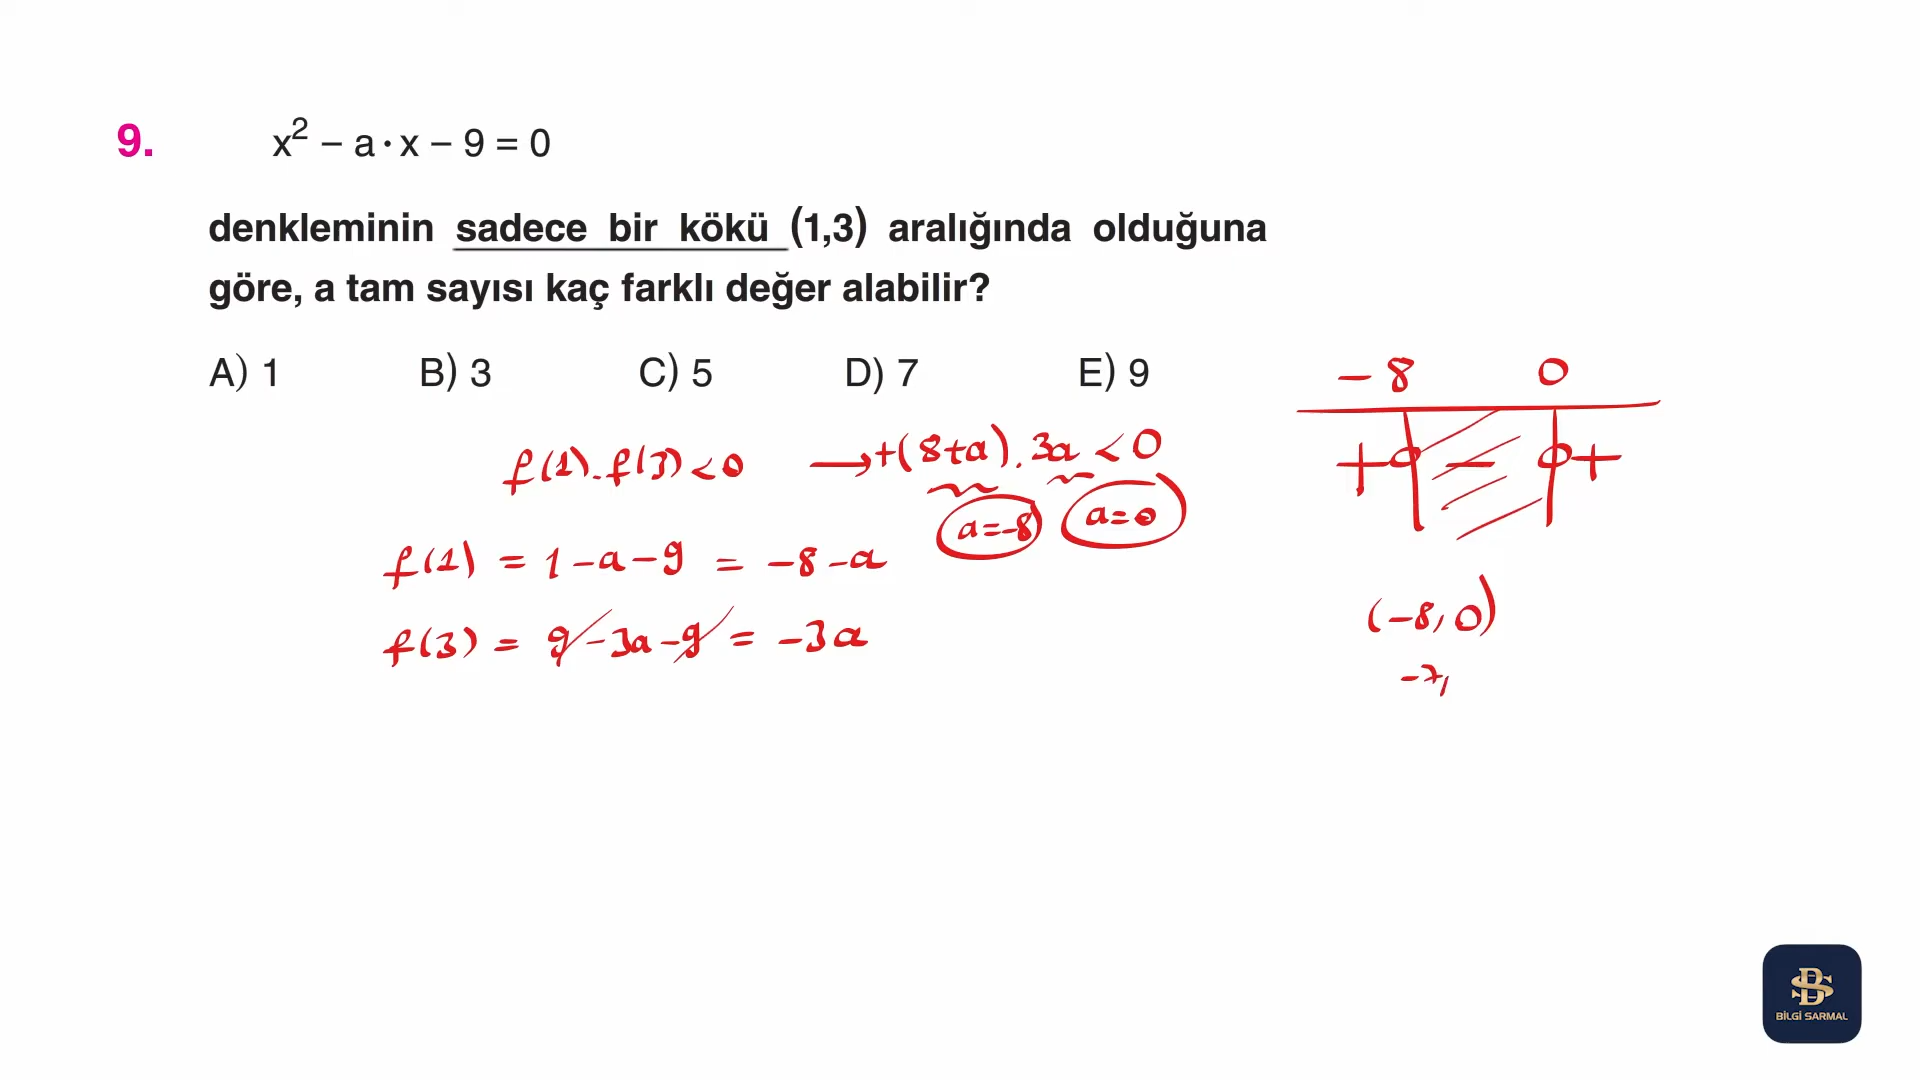 9. x² – a·x – 9 = 0
denkleminin sadece bir kökü (1,3) aralığında olduğuna
göre, a tam sayısı kaç farklı değer alabilir?
A) 1 B) 3 C) 5 D) 7 E) 9
f(1).f(3)<0 → +(8+a).3a<0
a=-8 a=0
f(1) = 1-a-9 = -8-a
f(3) = 9-3a-9 = -3a
-8 0
+ - +
(-8,0)
-7,
BS
BİLGİ SARMAL